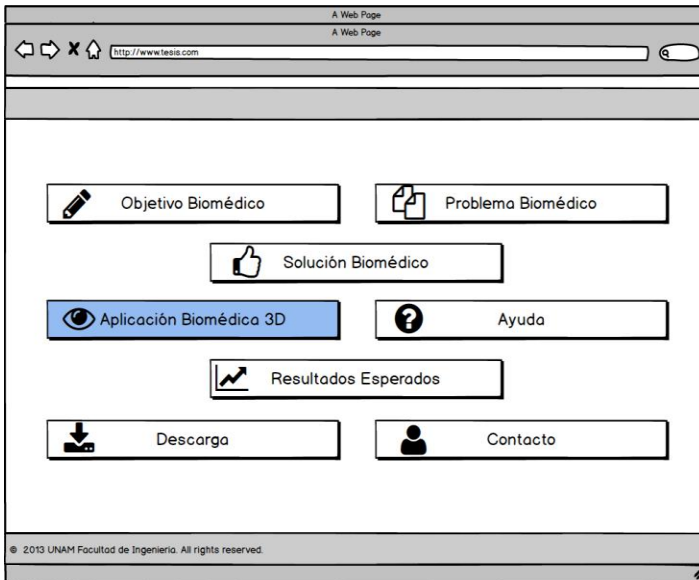 A Web Page
A Web Page
http://www.tesis.com
Objetivo Biomédico
Problema Biomédico
Solución Biomédico
Aplicación Biomédica 3D
Ayuda
Resultados Esperados
Descarga
Contacto
© 2013 UNAM Facultad de Ingenieria. All rights reserved.